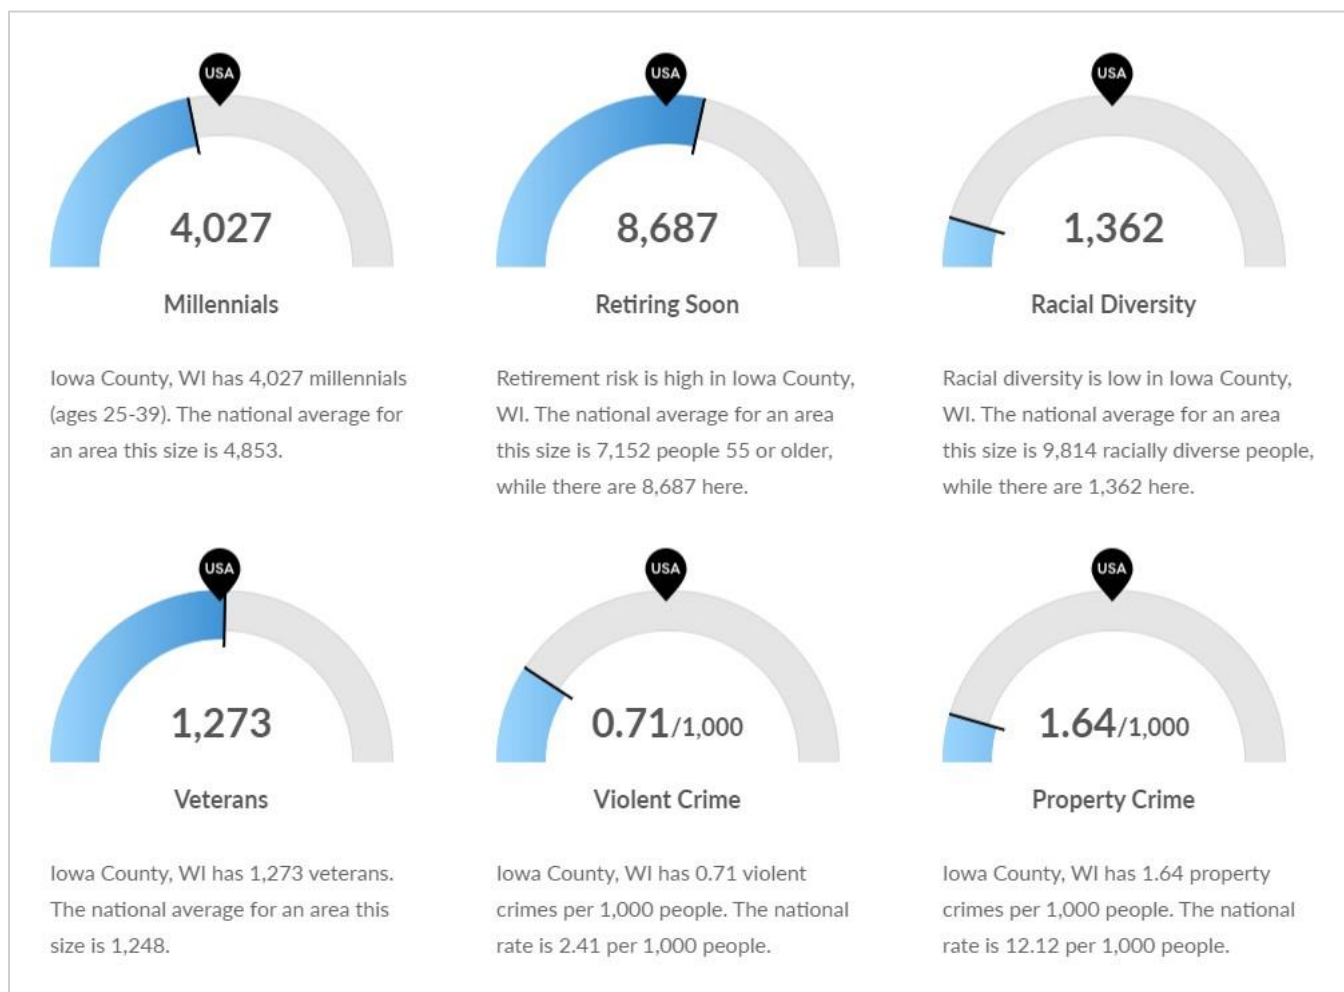 USA
4,027
Millennials
Iowa County, WI has 4,027 millennials
(ages 25-39). The national average for
an area this size is 4,853.
USA
8,687
Retiring Soon
Retirement risk is high in Iowa County,
WI. The national average for an area
this size is 7,152 people 55 or older,
while there are 8,687 here.
USA
1,362
Racial Diversity
Racial diversity is low in Iowa County,
WI. The national average for an area
this size is 9,814 racially diverse people,
while there are 1,362 here.
USA
1,273
Veterans
Iowa County, WI has 1,273 veterans.
The national average for an area this
size is 1,248.
USA
0.71/1,000
Violent Crime
Iowa County, WI has 0.71 violent
crimes per 1,000 people. The national
rate is 2.41 per 1,000 people.
USA
1.64/1,000
Property Crime
Iowa County, WI has 1.64 property
crimes per 1,000 people. The national
rate is 12.12 per 1,000 people.